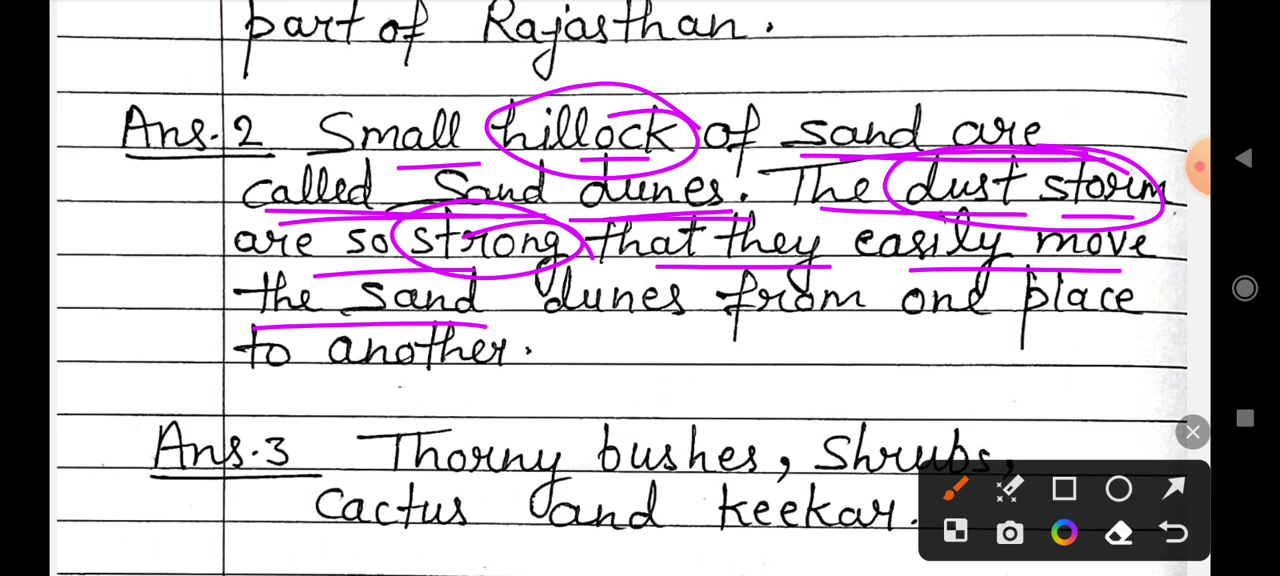 part of Rajasthan.
Ans.2 Small hillock of sand are
called Sand dunes. The dust storm
are so strong that they easily move
the sand dunes from one place
to another.
Ans.3 Thorny bushes, Shrubs,
Cactus and keekar.